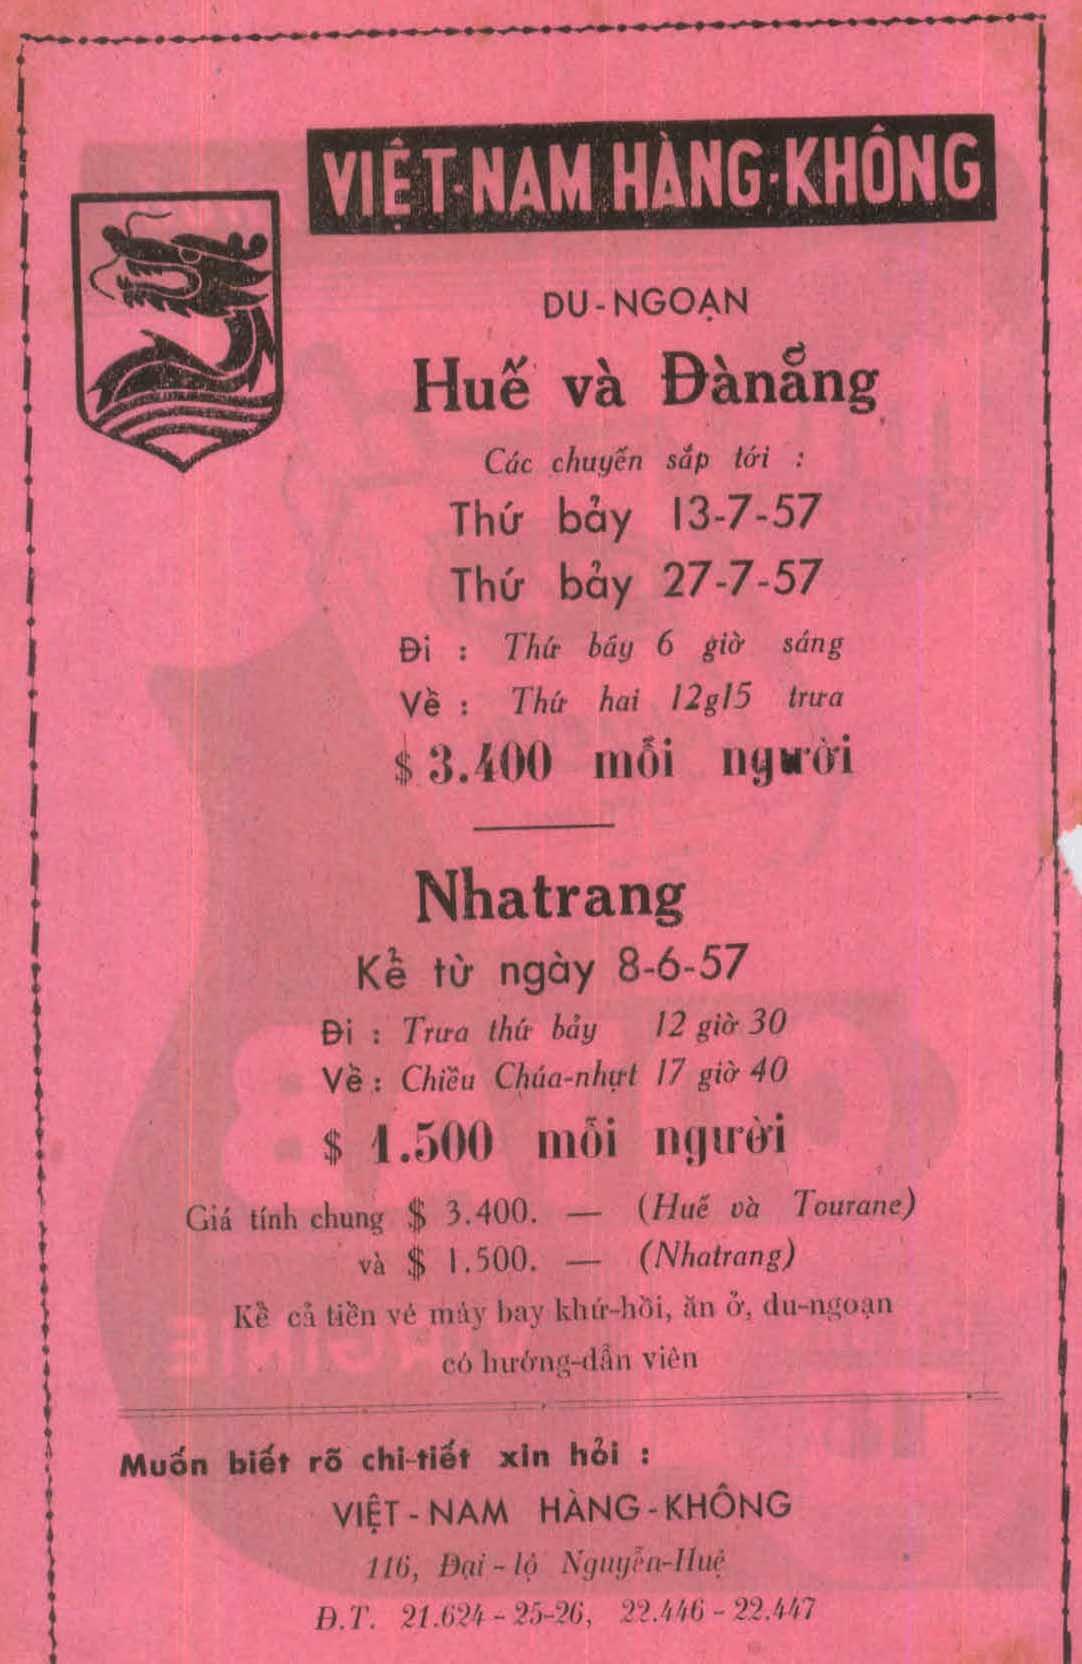 VIỆT-NAM HÀNG-KHÔNG
DU-NGOẠN
Huế và Đànẵng
Các chuyến sắp tới :
Thứ bảy 13-7-57
Thứ bảy 27-7-57
Đi : Thứ bảy 6 giờ sáng
Về : Thứ hai 12g15 trưa
$ 3.400 mỗi người
Nhatrang
Kể từ ngày 8-6-57
Đi : Trưa thứ bảy 12 giờ 30
Về : Chiều Chúa-nhựt 17 giờ 40
$ 1.500 mỗi người
Giá tính chung $ 3.400. — (Huế và Tourane)
và $ 1.500. — (Nhatrang)
Kể cả tiền vé máy bay khứ-hồi, ăn ở, du-ngoạn
có hướng-dẫn viên
Muốn biết rõ chi-tiết xin hỏi :
VIỆT - NAM HÀNG - KHÔNG
116, Đại - lộ Nguyễn-Huệ
Đ.T. 21.624 - 25-26, 22.446 - 22.447